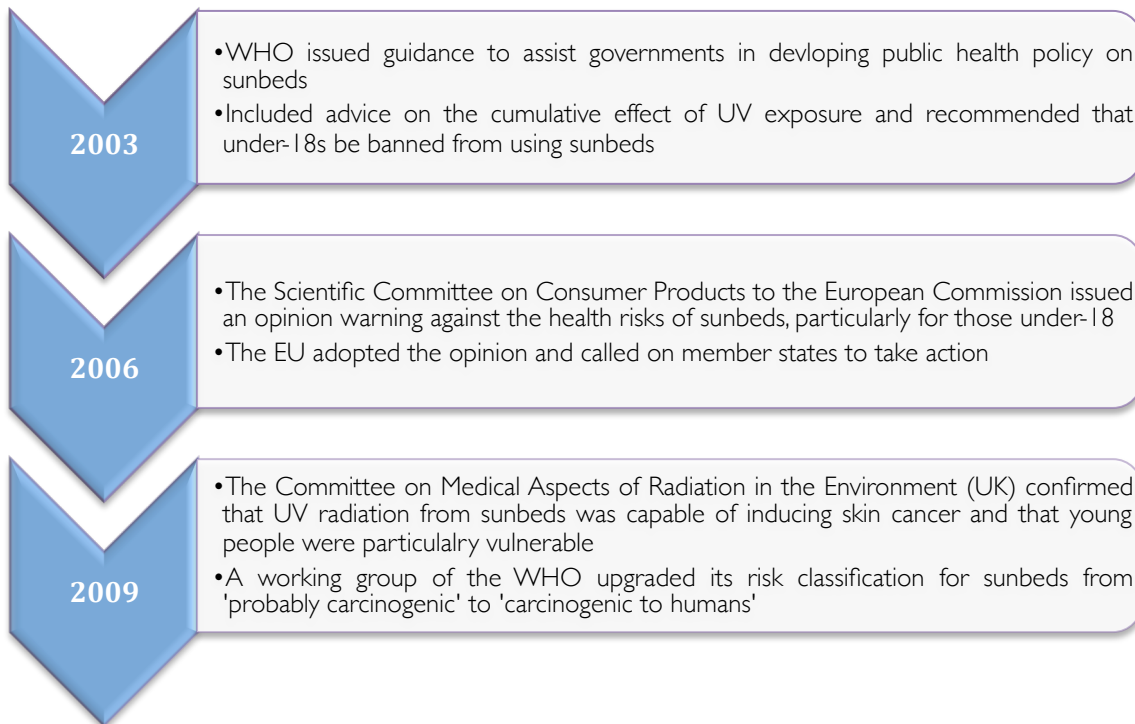 2003
•WHO issued guidance to assist governments in devloping public health policy on
sunbeds
•Included advice on the cumulative effect of UV exposure and recommended that
under-18s be banned from using sunbeds
2006
•The Scientific Committee on Consumer Products to the European Commission issued
an opinion warning against the health risks of sunbeds, particularly for those under-18
•The EU adopted the opinion and called on member states to take action
2009
•The Committee on Medical Aspects of Radiation in the Environment (UK) confirmed
that UV radiation from sunbeds was capable of inducing skin cancer and that young
people were particulalry vulnerable
•A working group of the WHO upgraded its risk classification for sunbeds from
'probably carcinogenic' to 'carcinogenic to humans'